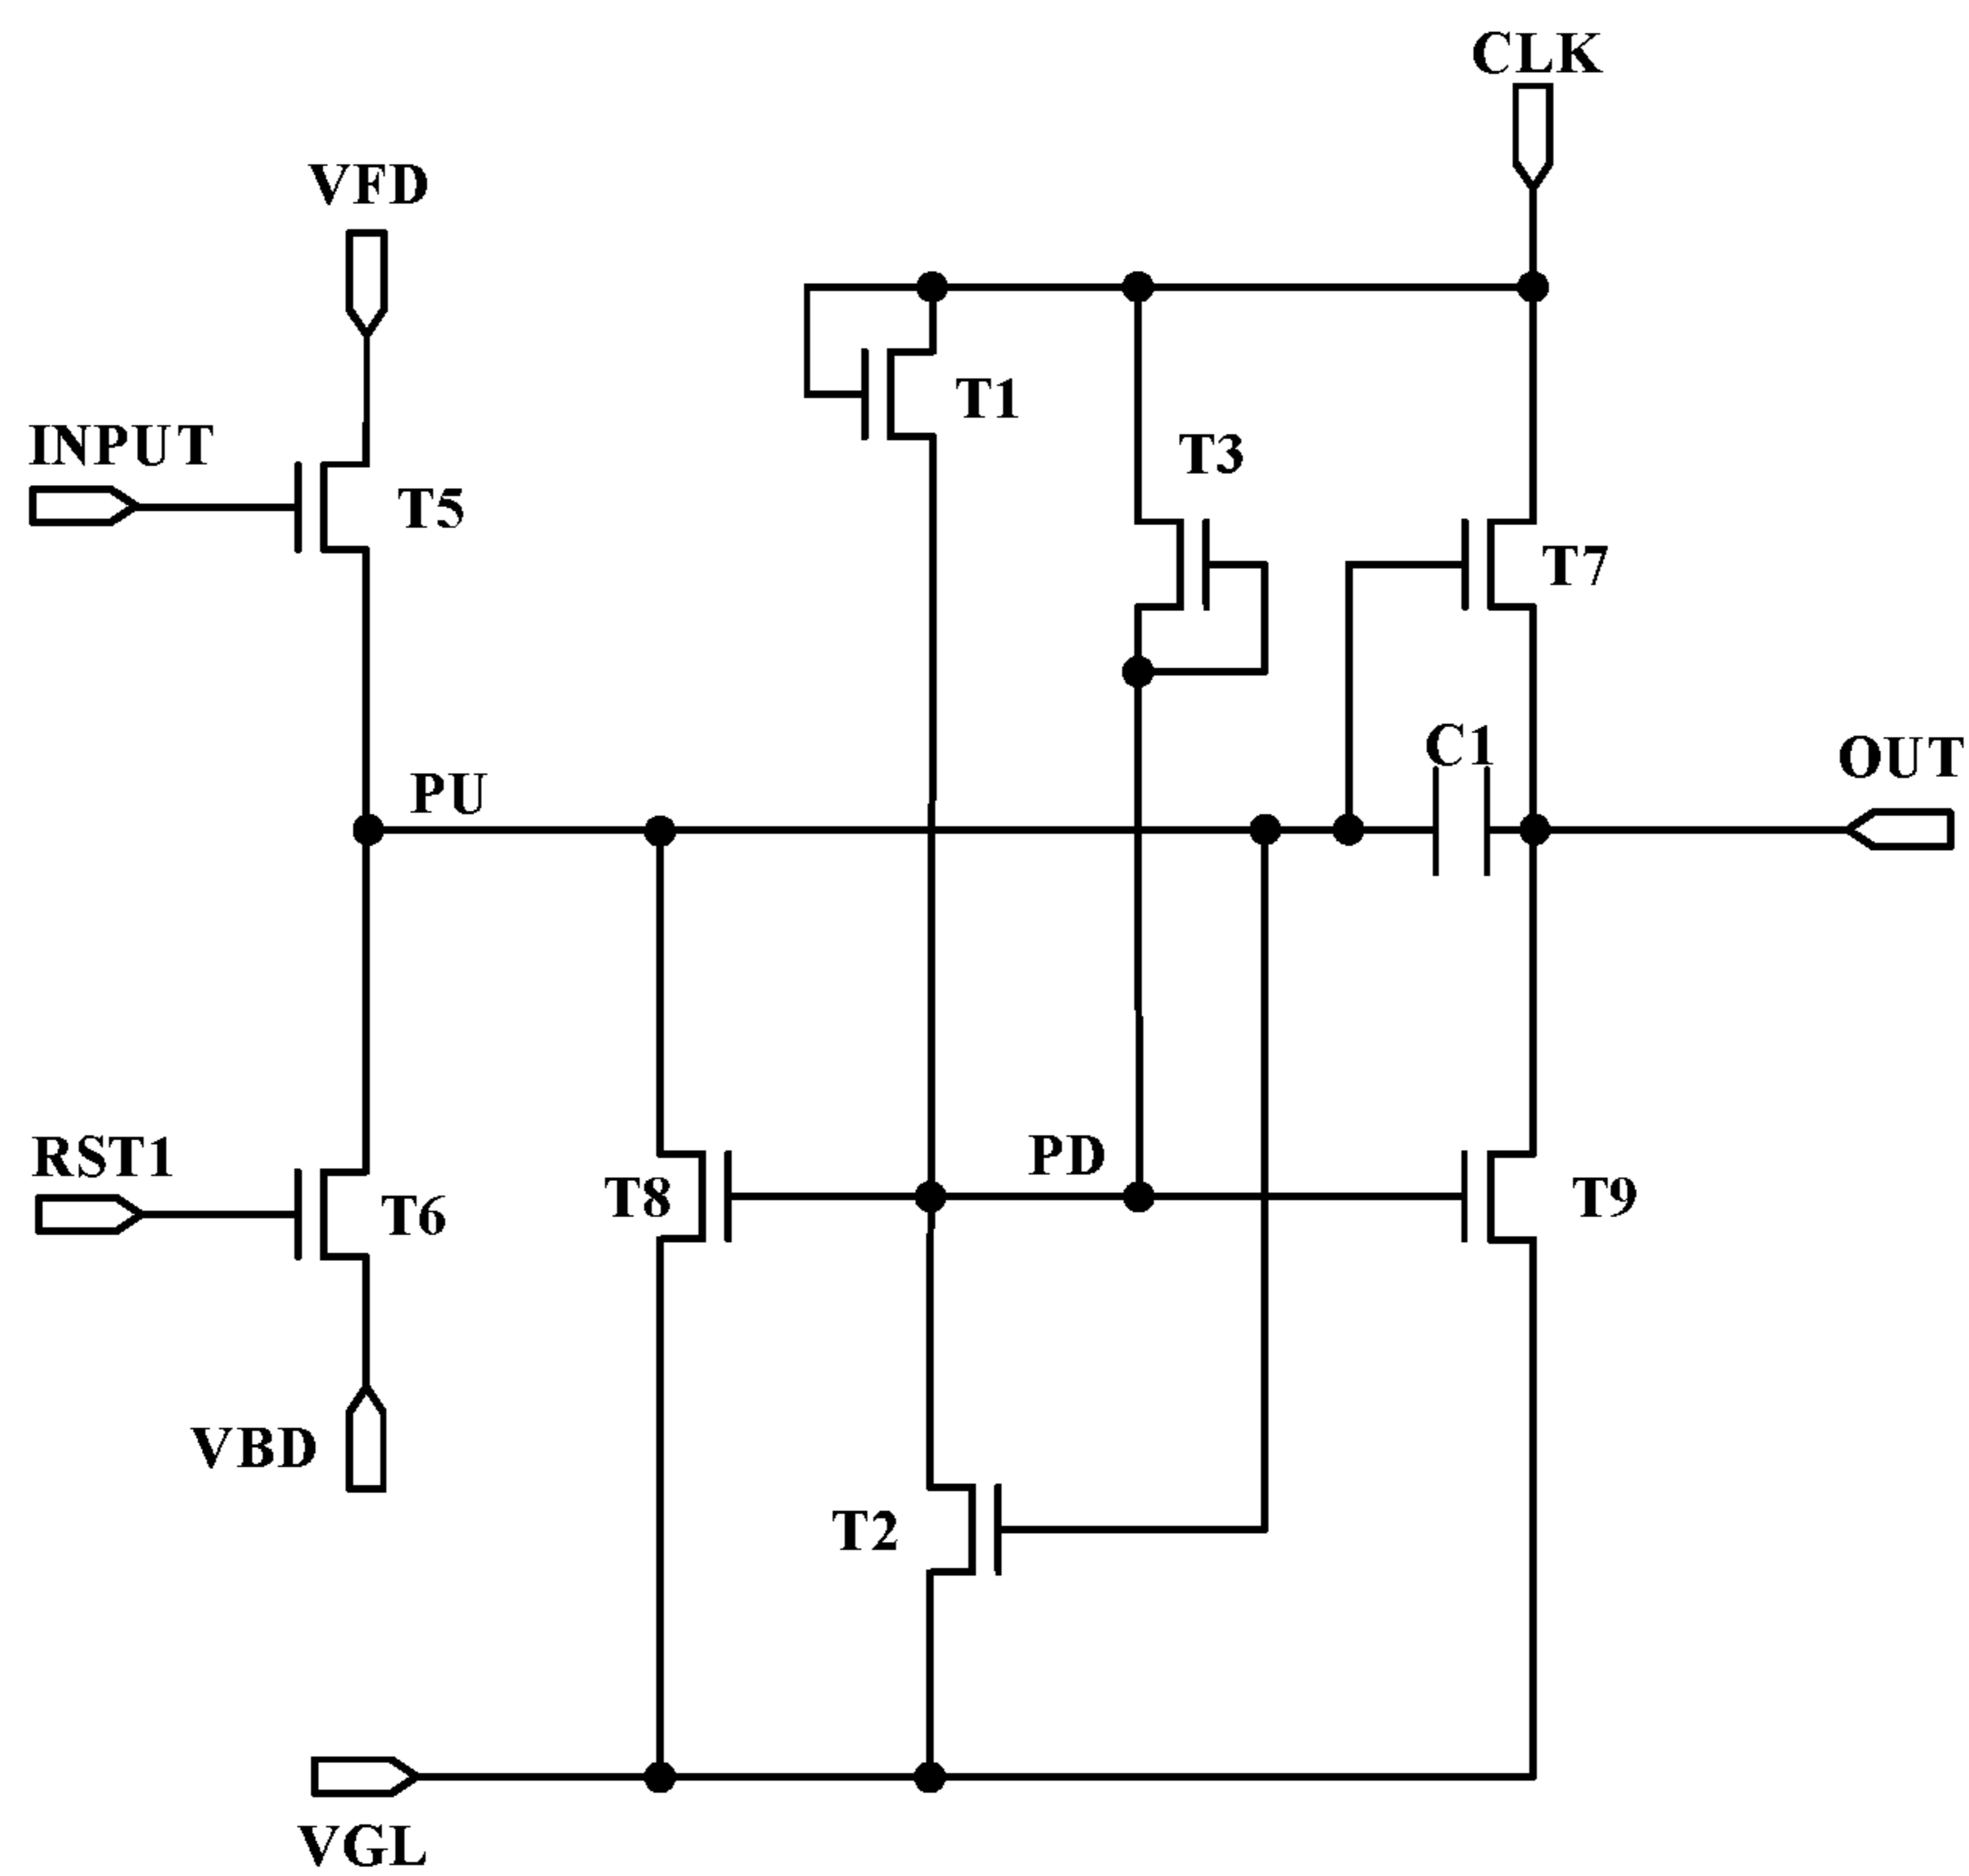 CLK
VFD
T1
INPUT
T3
T5
T7
C1
OUT
PU
RST1
PD
T8
T9
T6
VBD
T2
VGL